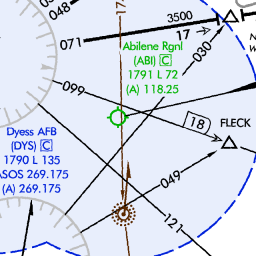 048
3500
071
17
030
Abilene Rgnl
(ABI) C
1791 L 72
(A) 118.25
099
18
FLECK
Dyess AFB
(DYS) C
1790 L 135
ASOS 269.175
(A) 269.175
049
121